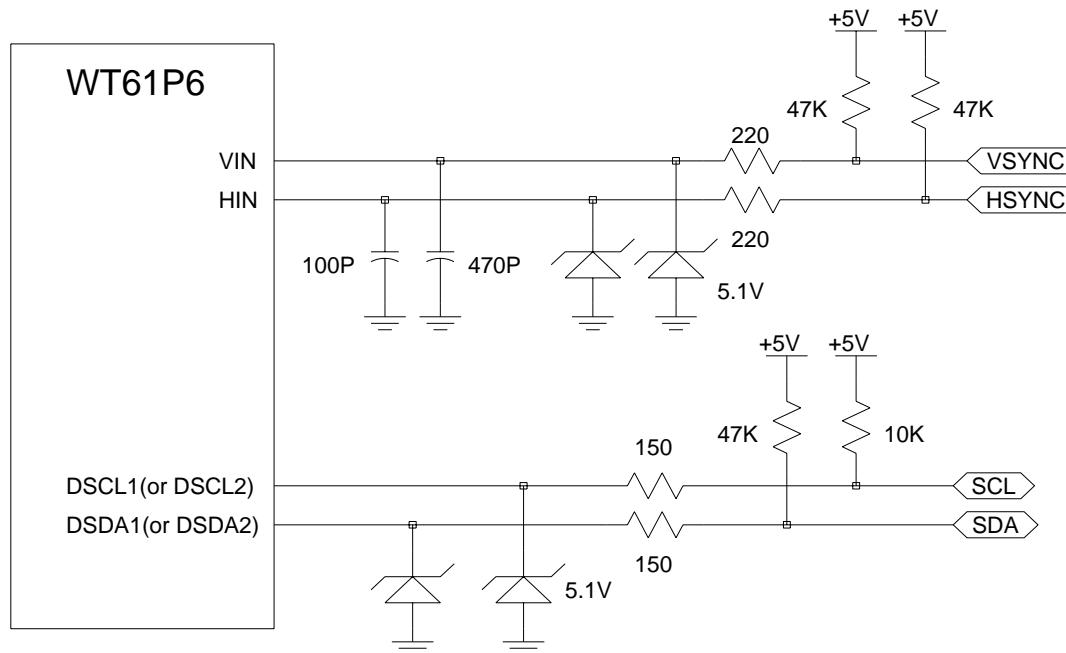 +5V
+5V
WT61P6
47K
47K
220
VIN
VSYNC
HIN
HSYNC
220
100P
470P
5.1V
+5V
+5V
47K
10K
150
DSCL1(or DSCL2)
SCL
DSDA1(or DSDA2)
SDA
150
5.1V